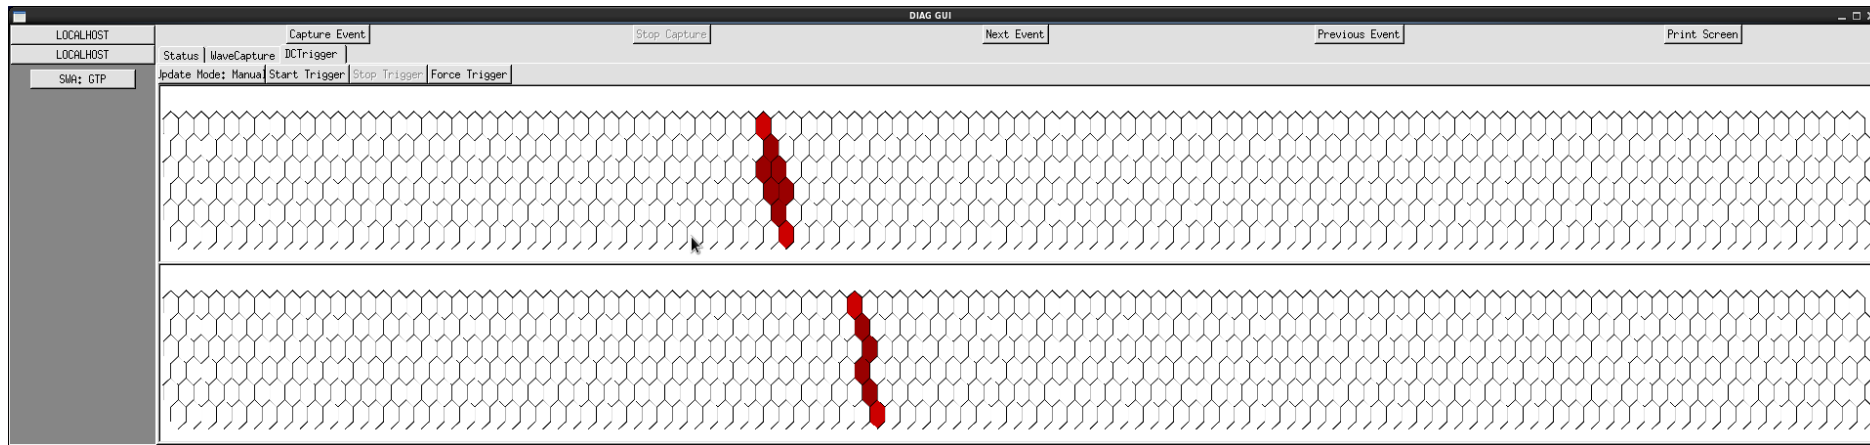 DIAG GUI
LOCALHOST Capture Event Stop Capture Next Event Previous Event Print Screen
LOCALHOST Status WaveCapture DCTrigger
SWA: GTP Update Mode: Manual Start Trigger Stop Trigger Force Trigger